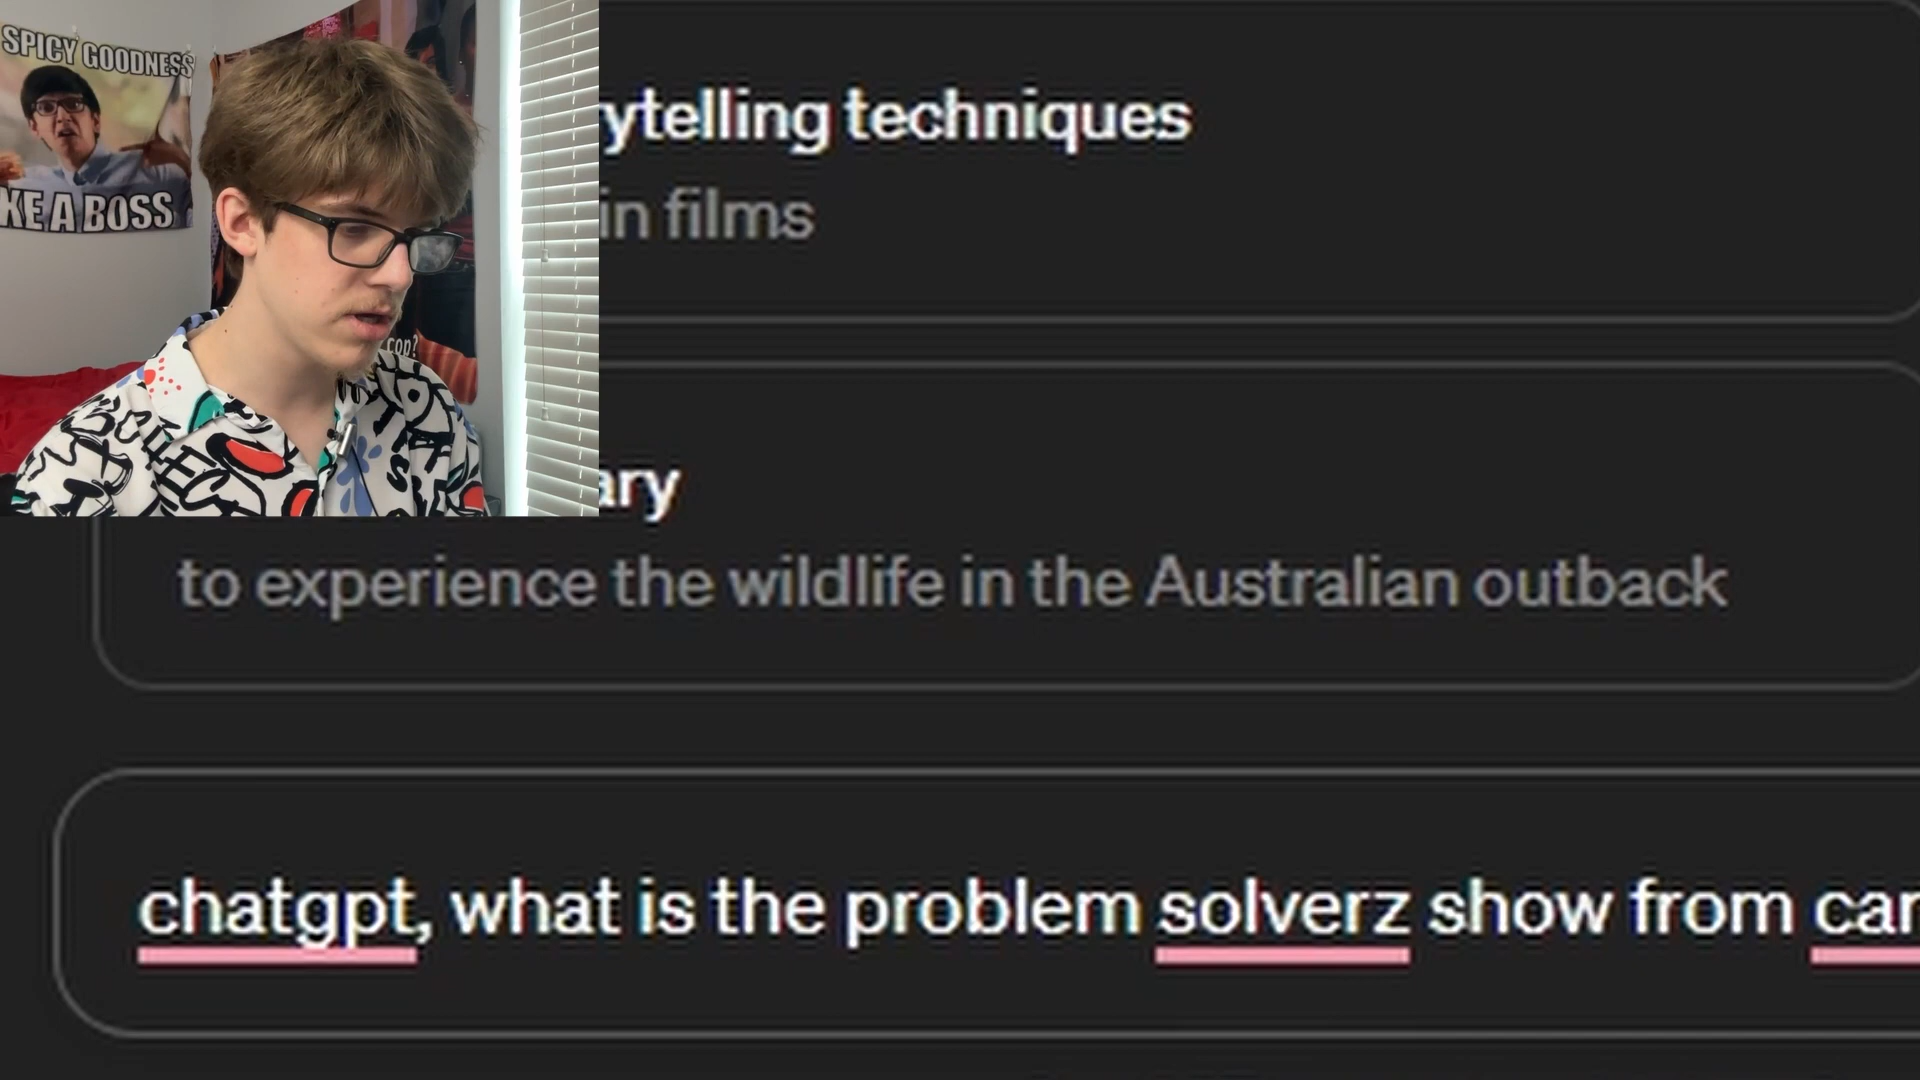 SPICY GOODNESS
KE A BOSS
cop?
ytelling techniques
in films
ary
to experience the wildlife in the Australian outback
chatgpt, what is the problem solverz show from car